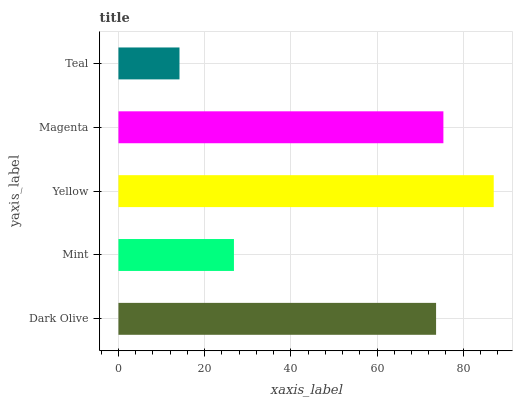 title
Teal
Magenta
Yellow
Mint
Dark Olive
yaxis_label
0 20 40 60 80
xaxis_label